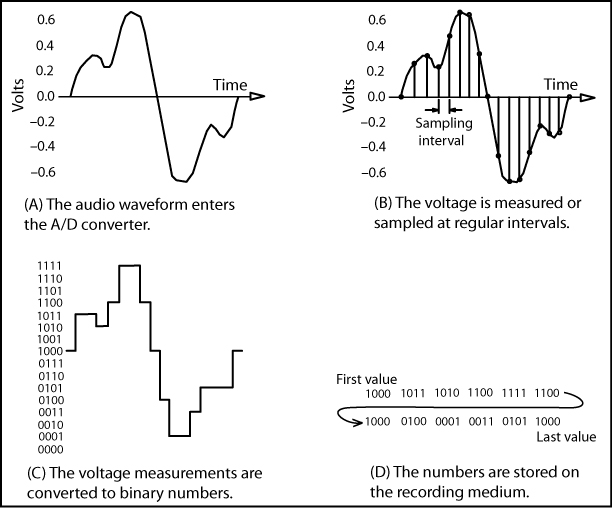 0.6
0.4
0.2
0.0
–0.2
–0.4
–0.6
Volts
Time
(A) The audio waveform enters
the A/D converter.
0.6
0.4
0.2
0.0
–0.2
–0.4
–0.6
Volts
Time
Sampling
interval
(B) The voltage is measured or
sampled at regular intervals.
1111
1110
1101
1100
1011
1010
1001
1000
0111
0110
0101
0100
0011
0010
0001
0000
(C) The voltage measurements are
converted to binary numbers.
First value
1000 1011 1010 1100 1111 1100
1000 0100 0001 0011 0101 1000
Last value
(D) The numbers are stored on
the recording medium.